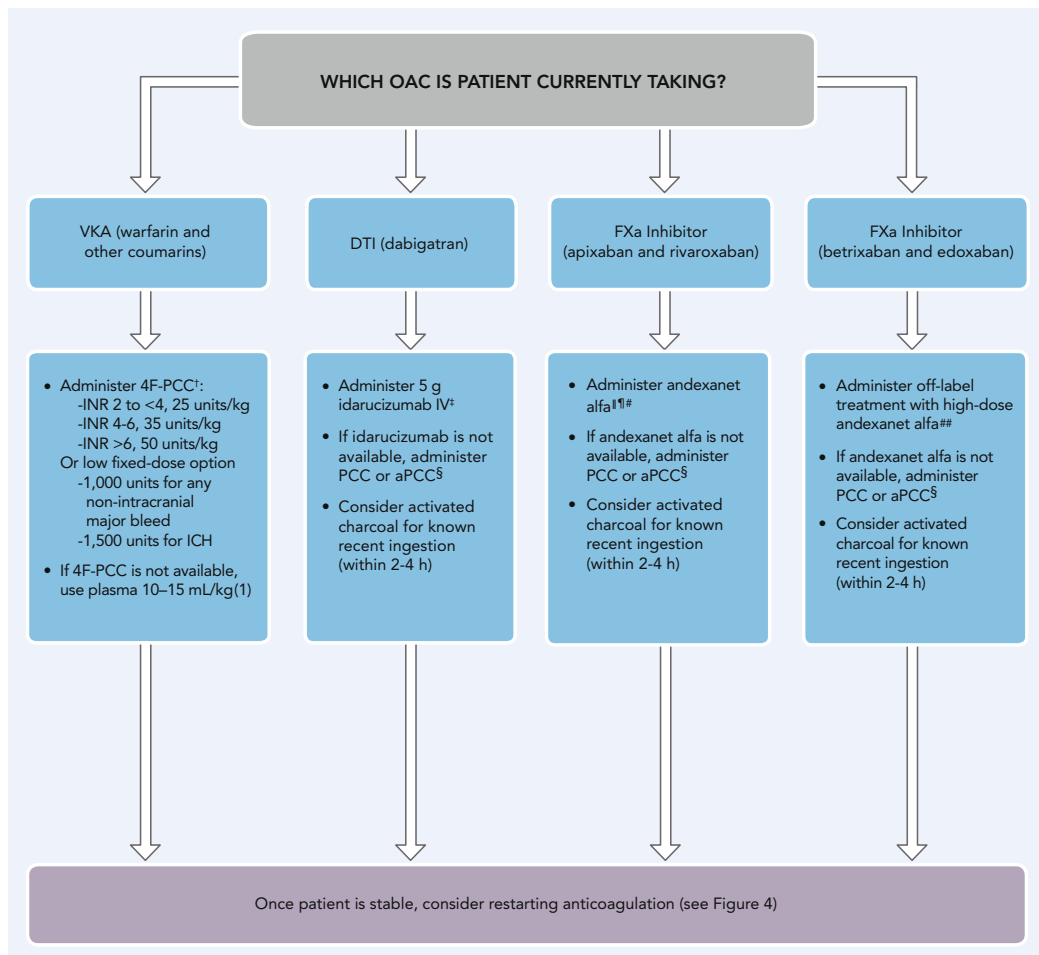 WHICH OAC IS PATIENT CURRENTLY TAKING?
VKA (warfarin and
other coumarins)
DTI (dabigatran)
FXa Inhibitor
(apixaban and rivaroxaban)
FXa Inhibitor
(betrixaban and edoxaban)
• Administer 4F-PCC†:
-INR 2 to <4, 25 units/kg
-INR 4-6, 35 units/kg
-INR >6, 50 units/kg
Or low fixed-dose option
-1,000 units for any
non-intracranial
major bleed
-1,500 units for ICH
• If 4F-PCC is not available,
use plasma 10–15 mL/kg(1)
• Administer 5 g
idarucizumab IV‡
• If idarucizumab is not
available, administer
PCC or aPCC§
• Consider activated
charcoal for known
recent ingestion
(within 2-4 h)
• Administer andexanet
alfa‖¶#
• If andexanet alfa is not
available, administer
PCC or aPCC§
• Consider activated
charcoal for known
recent ingestion
(within 2-4 h)
• Administer off-label
treatment with high-dose
andexanet alfa##
• If andexanet alfa is not
available, administer
PCC or aPCC§
• Consider activated
charcoal for known
recent ingestion
(within 2-4 h)
Once patient is stable, consider restarting anticoagulation (see Figure 4)